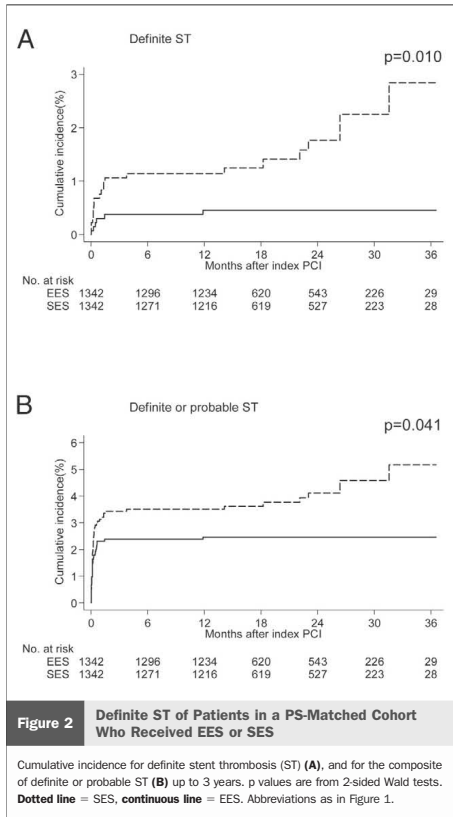 A
Definite ST
p=0.010
Cumulative incidence(%)
3
2
1
0
0 6 12 18 24 30 36
Months after index PCI
No. at risk
EES 1342 1296 1234 620 543 226 29
SES 1342 1271 1216 619 527 223 28
B
Definite or probable ST
p=0.041
Cumulative incidence(%)
6
5
4
3
2
1
0
0 6 12 18 24 30 36
Months after index PCI
No. at risk
EES 1342 1296 1234 620 543 226 29
SES 1342 1271 1216 619 527 223 28
Figure 2
Definite ST of Patients in a PS-Matched Cohort
Who Received EES or SES
Cumulative incidence for definite stent thrombosis (ST) (A), and for the composite
of definite or probable ST (B) up to 3 years. p values are from 2-sided Wald tests.
Dotted line = SES, continuous line = EES. Abbreviations as in Figure 1.